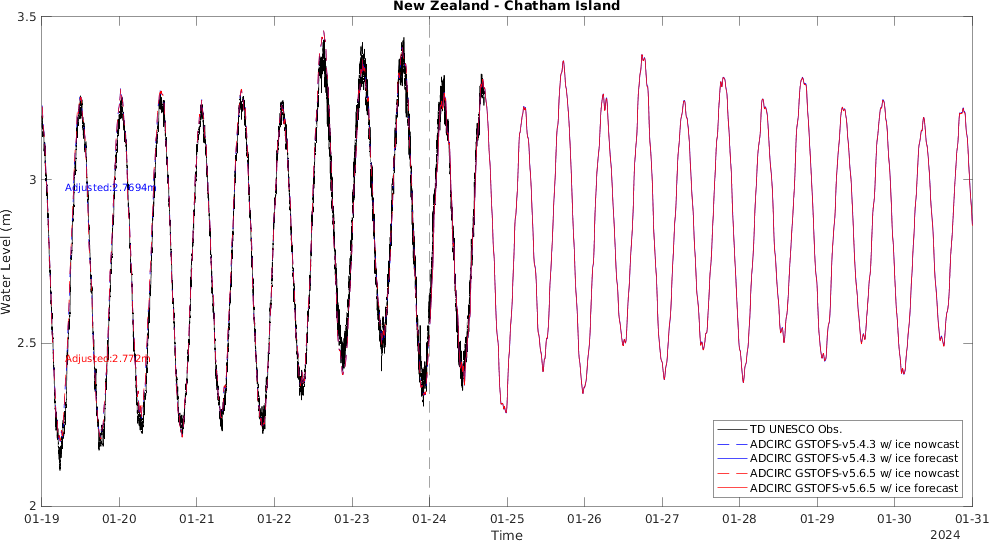 New Zealand - Chatham Island
3.5
3
2.5
2
Water Level (m)
Adjusted:2.7694m
Adjusted:2.772m
TD UNESCO Obs.
ADCIRC GSTOFS-v5.4.3 w/ ice nowcast
ADCIRC GSTOFS-v5.4.3 w/ ice forecast
ADCIRC GSTOFS-v5.6.5 w/ ice nowcast
ADCIRC GSTOFS-v5.6.5 w/ ice forecast
01-19 01-20 01-21 01-22 01-23 01-24 01-25 01-26 01-27 01-28 01-29 01-30 01-31
Time
2024